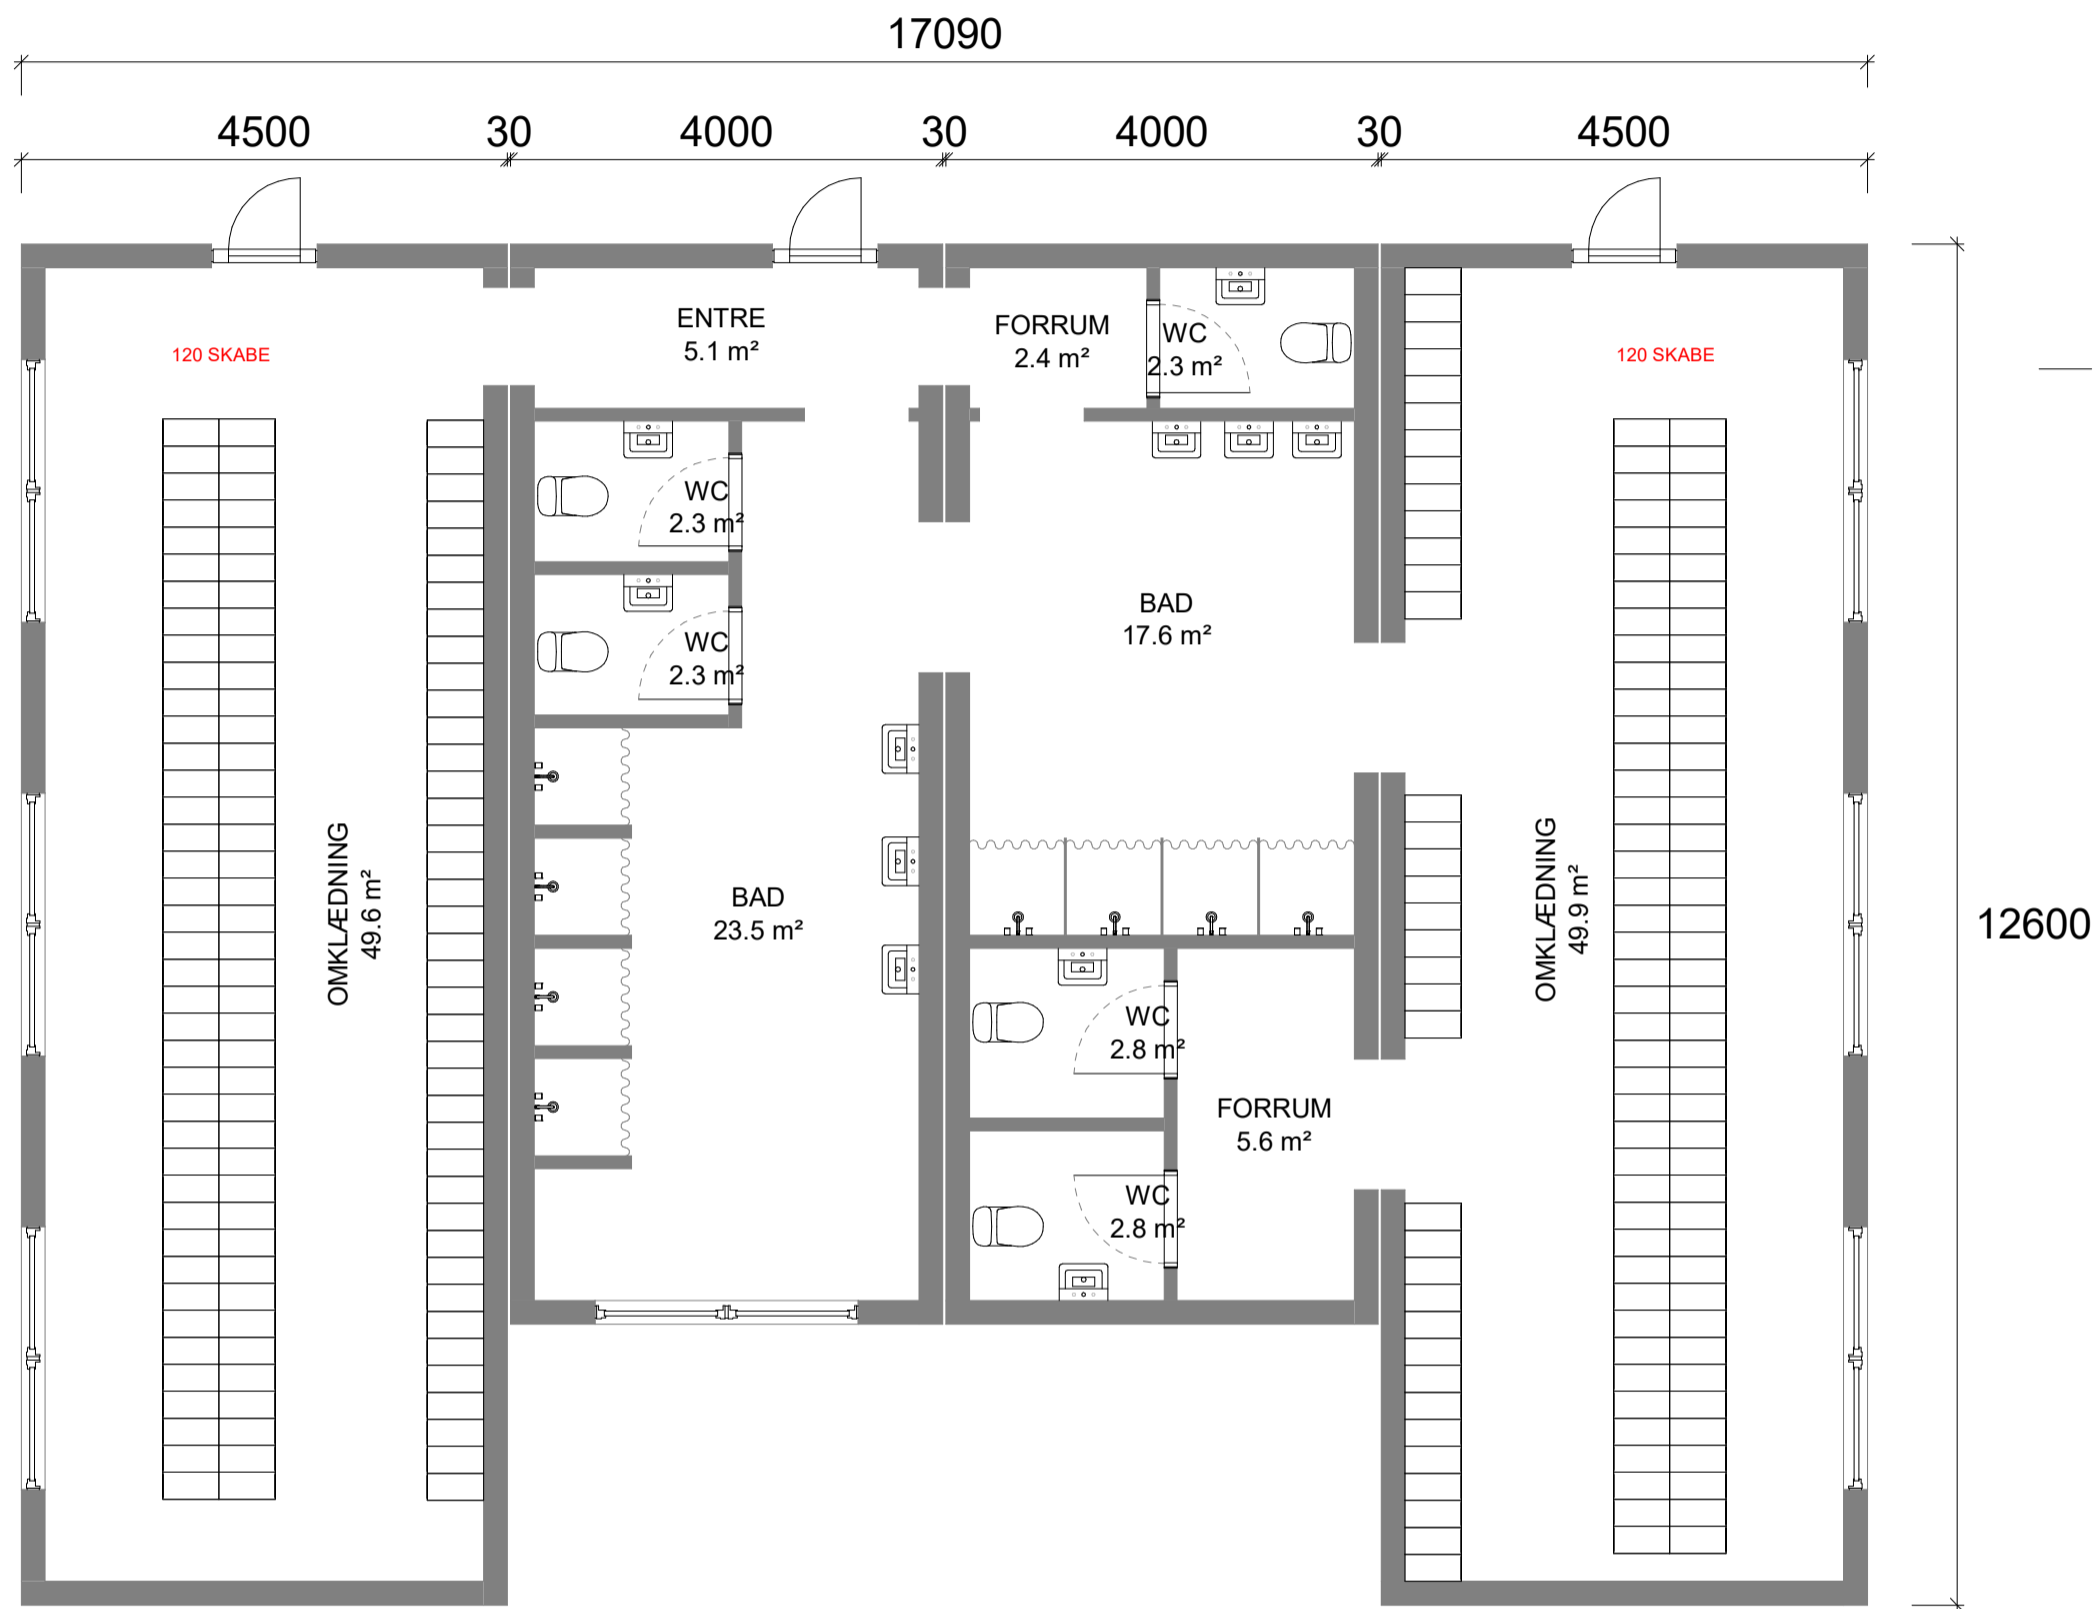 17090
4500 30 4000 30 4000 30 4500
ENTRE
5.1 m²
FORRUM
2.4 m²
WC
2.3 m²
120 SKABE
120 SKABE
WC
2.3 m²
WC
2.3 m²
BAD
17.6 m²
OMKLÆDNING
49.6 m²
BAD
23.5 m²
OMKLÆDNING
49.9 m²
12600
WC
2.8 m²
FORRUM
5.6 m²
WC
2.8 m²